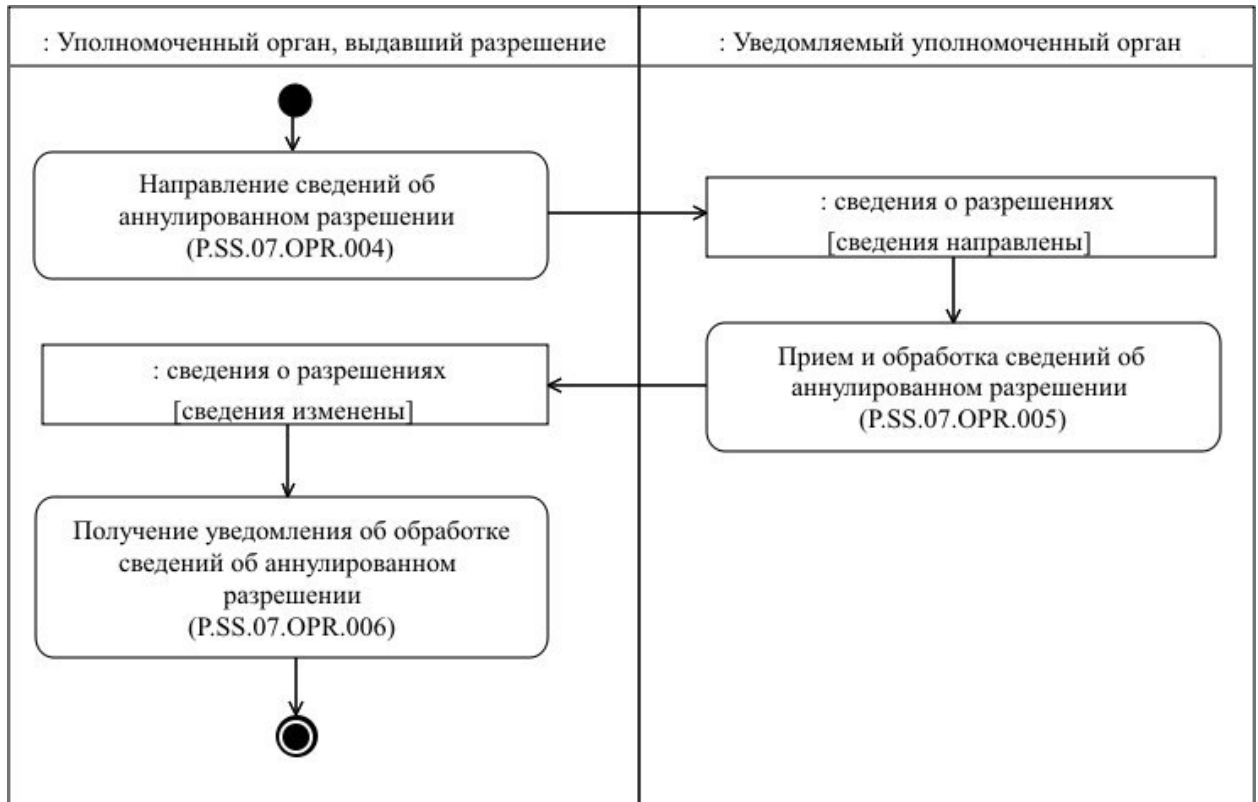 : Уполномоченный орган, выдавший разрешение
: Уведомляемый уполномоченный орган
Направление сведений об
аннулированном разрешении
(P.SS.07.OPR.004)
: сведения о разрешениях
[сведения направлены]
Прием и обработка сведений об
аннулированном разрешении
(P.SS.07.OPR.005)
: сведения о разрешениях
[сведения изменены]
Получение уведомления об обработке
сведений об аннулированном
разрешении
(P.SS.07.OPR.006)